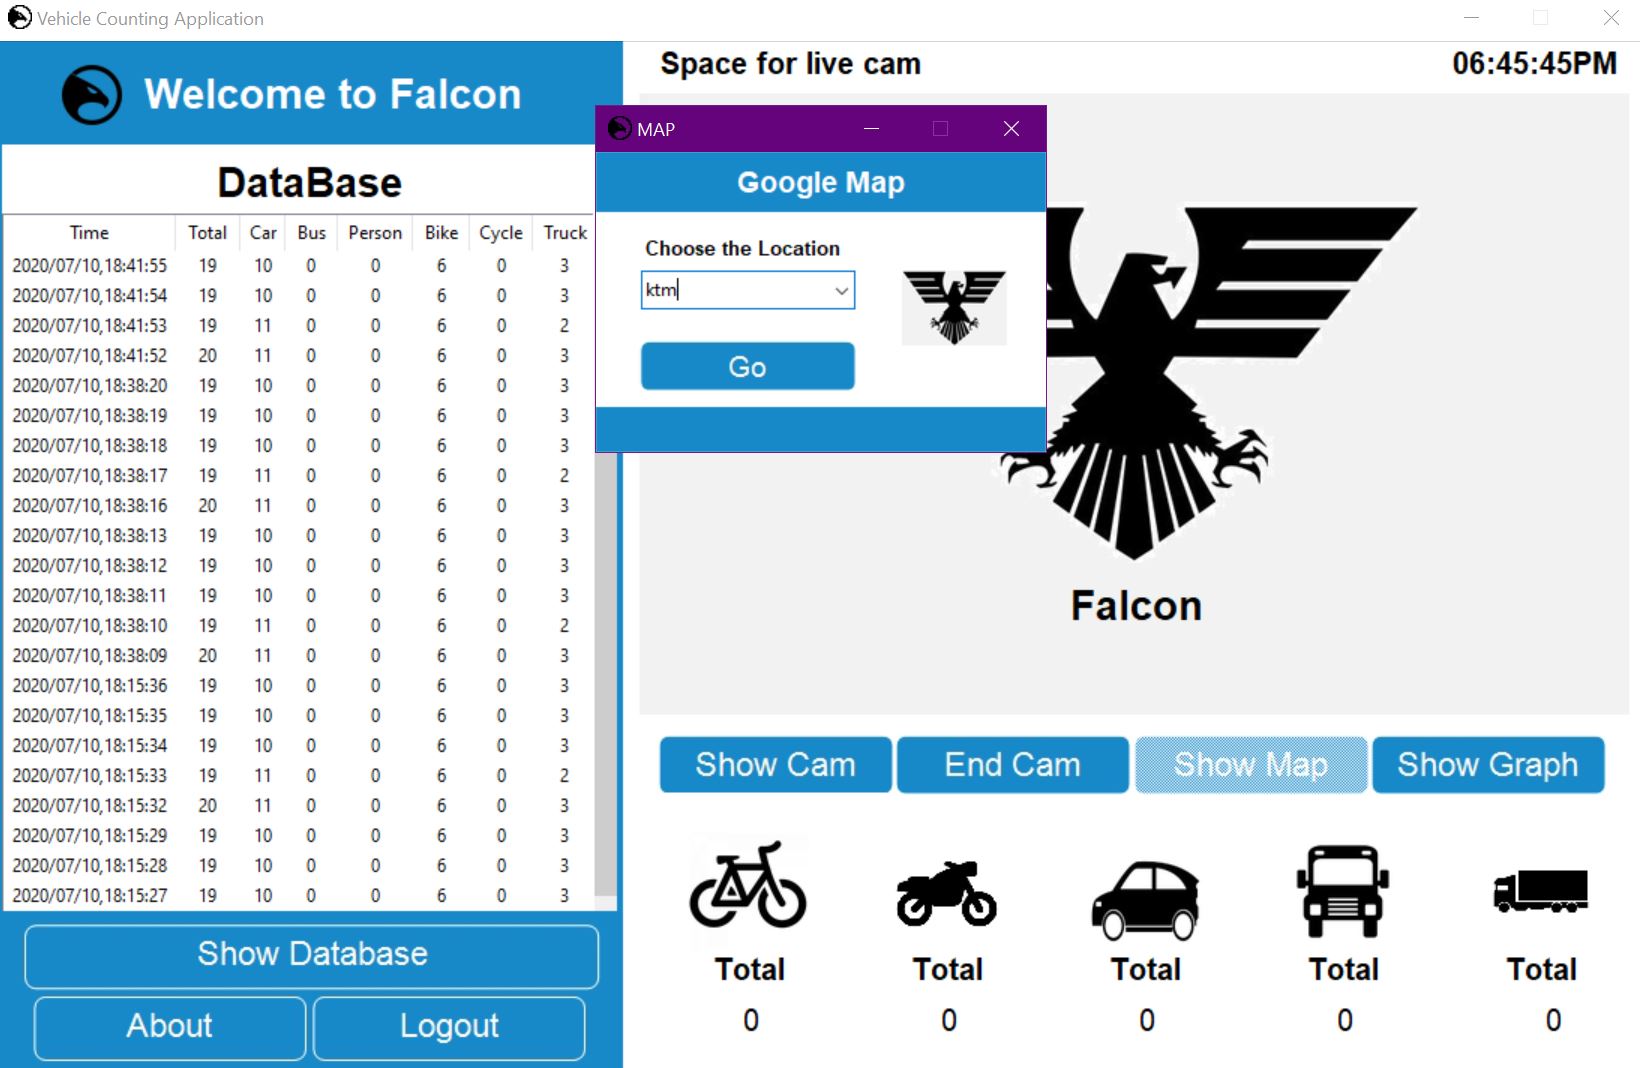 Vehicle Counting Application
Welcome to Falcon
DataBase
Time Total Car Bus Person Bike Cycle Truck
2020/07/10,18:41:55 19 10 0 0 6 0 3
2020/07/10,18:41:54 19 10 0 0 6 0 3
2020/07/10,18:41:53 19 11 0 0 6 0 2
2020/07/10,18:41:52 20 11 0 0 6 0 3
2020/07/10,18:38:20 19 10 0 0 6 0 3
2020/07/10,18:38:19 19 10 0 0 6 0 3
2020/07/10,18:38:18 19 10 0 0 6 0 3
2020/07/10,18:38:17 19 11 0 0 6 0 2
2020/07/10,18:38:16 20 11 0 0 6 0 3
2020/07/10,18:38:13 19 10 0 0 6 0 3
2020/07/10,18:38:12 19 10 0 0 6 0 3
2020/07/10,18:38:11 19 10 0 0 6 0 3
2020/07/10,18:38:10 19 11 0 0 6 0 2
2020/07/10,18:38:09 20 11 0 0 6 0 3
2020/07/10,18:15:36 19 10 0 0 6 0 3
2020/07/10,18:15:35 19 10 0 0 6 0 3
2020/07/10,18:15:34 19 10 0 0 6 0 3
2020/07/10,18:15:33 19 11 0 0 6 0 2
2020/07/10,18:15:32 20 11 0 0 6 0 3
2020/07/10,18:15:29 19 10 0 0 6 0 3
2020/07/10,18:15:28 19 10 0 0 6 0 3
2020/07/10,18:15:27 19 10 0 0 6 0 3
Show Database
About Logout
Space for live cam 06:45:45PM
MAP
Google Map
Choose the Location
ktm
Go
Falcon
Show Cam End Cam Show Map Show Graph
Total Total Total Total Total
0 0 0 0 0